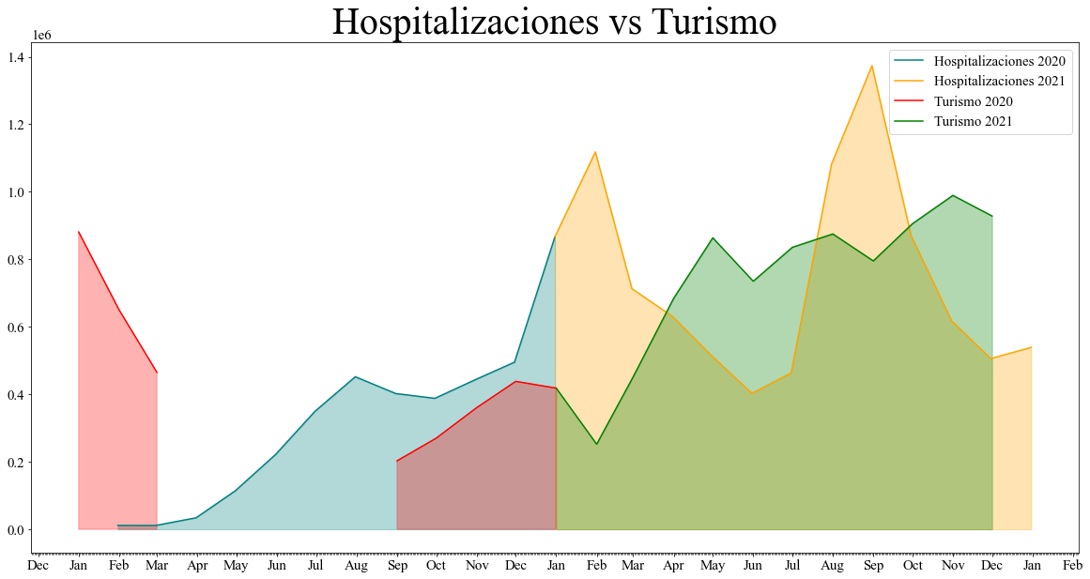 Hospitalizaciones vs Turismo
1e6
Hospitalizaciones 2020
Hospitalizaciones 2021
Turismo 2020
Turismo 2021
1.4
1.2
1.0
0.8
0.6
0.4
0.2
0.0
Dec Jan Feb Mar Apr May Jun Jul Aug Sep Oct Nov Dec Jan Feb Mar Apr May Jun Jul Aug Sep Oct Nov Dec Jan Feb